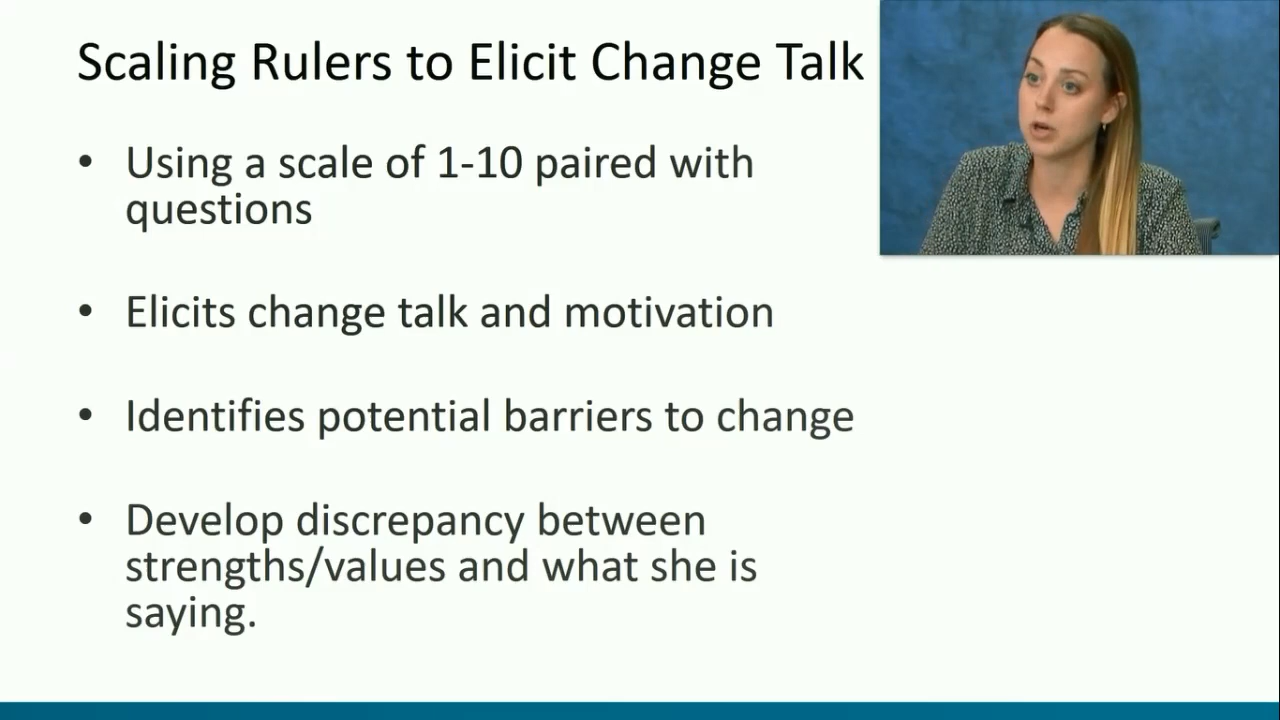 Scaling Rulers to Elicit Change Talk
• Using a scale of 1-10 paired with
questions
• Elicits change talk and motivation
• Identifies potential barriers to change
• Develop discrepancy between
strengths/values and what she is
saying.